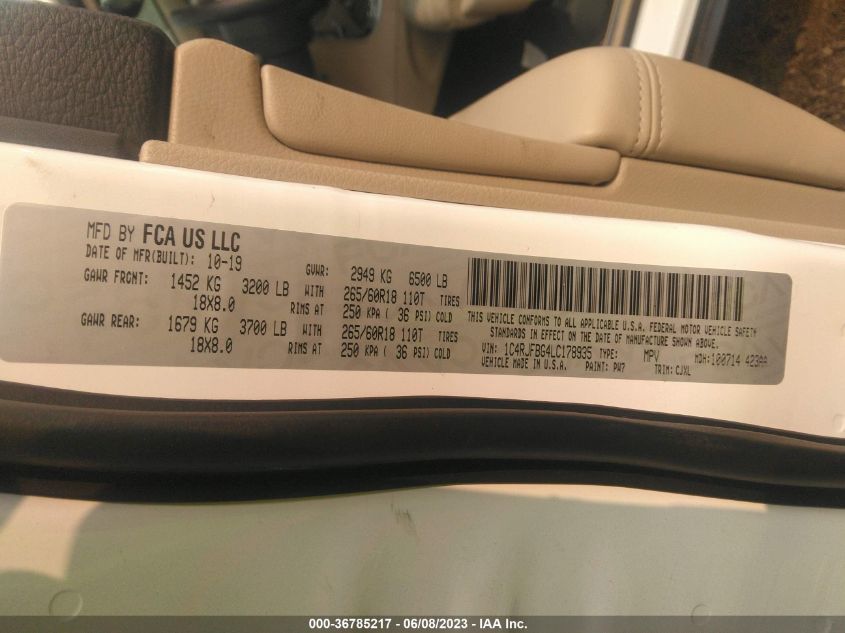 MFD BY FCA US LLC
DATE OF MFR(BUILT): 10-19 GVWR: 2949 KG 6500 LB
GAWR FRONT: 1452 KG 3200 LB WITH 265/60R18 110T TIRES
18X8.0 RIMS AT 250 KPA ( 36 PSI) COLD
GAWR REAR: 1679 KG 3700 LB WITH 265/60R18 110T TIRES
18X8.0 RIMS AT 250 KPA ( 36 PSI) COLD
THIS VEHICLE CONFORMS TO ALL APPLICABLE U.S.A. FEDERAL MOTOR VEHICLE SAFETY
STANDARDS IN EFFECT ON THE DATE OF MANUFACTURE SHOWN ABOVE.
VIN: 1C4RJFBG4LC178935 TYPE: MPV MDH:100714 423AA
VEHICLE MADE IN U.S.A. PAINT: PW7 TRIM: CJXL
000-36785217 - 06/08/2023 - IAA Inc.